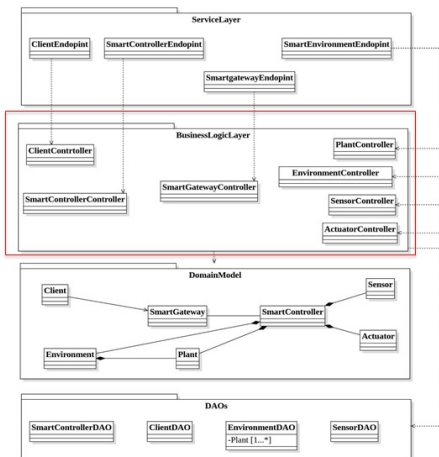 ServiceLayer
ClientEndopint
SmartControllerEndopint
SmartEnvironmentEndopint
SmartgatewayEndopint
BusinessLogicLayer
ClientContrtoller
PlantController
EnvironmentController
SmartGatewayController
SmartControllerController
SensorController
ActuatorController
DomainModel
Client
Sensor
SmartGateway
SmartController
Actuator
Environment
Plant
DAOs
SmartControllerDAO
ClientDAO
EnvironmentDAO
SensorDAO
-Plant [1...*]